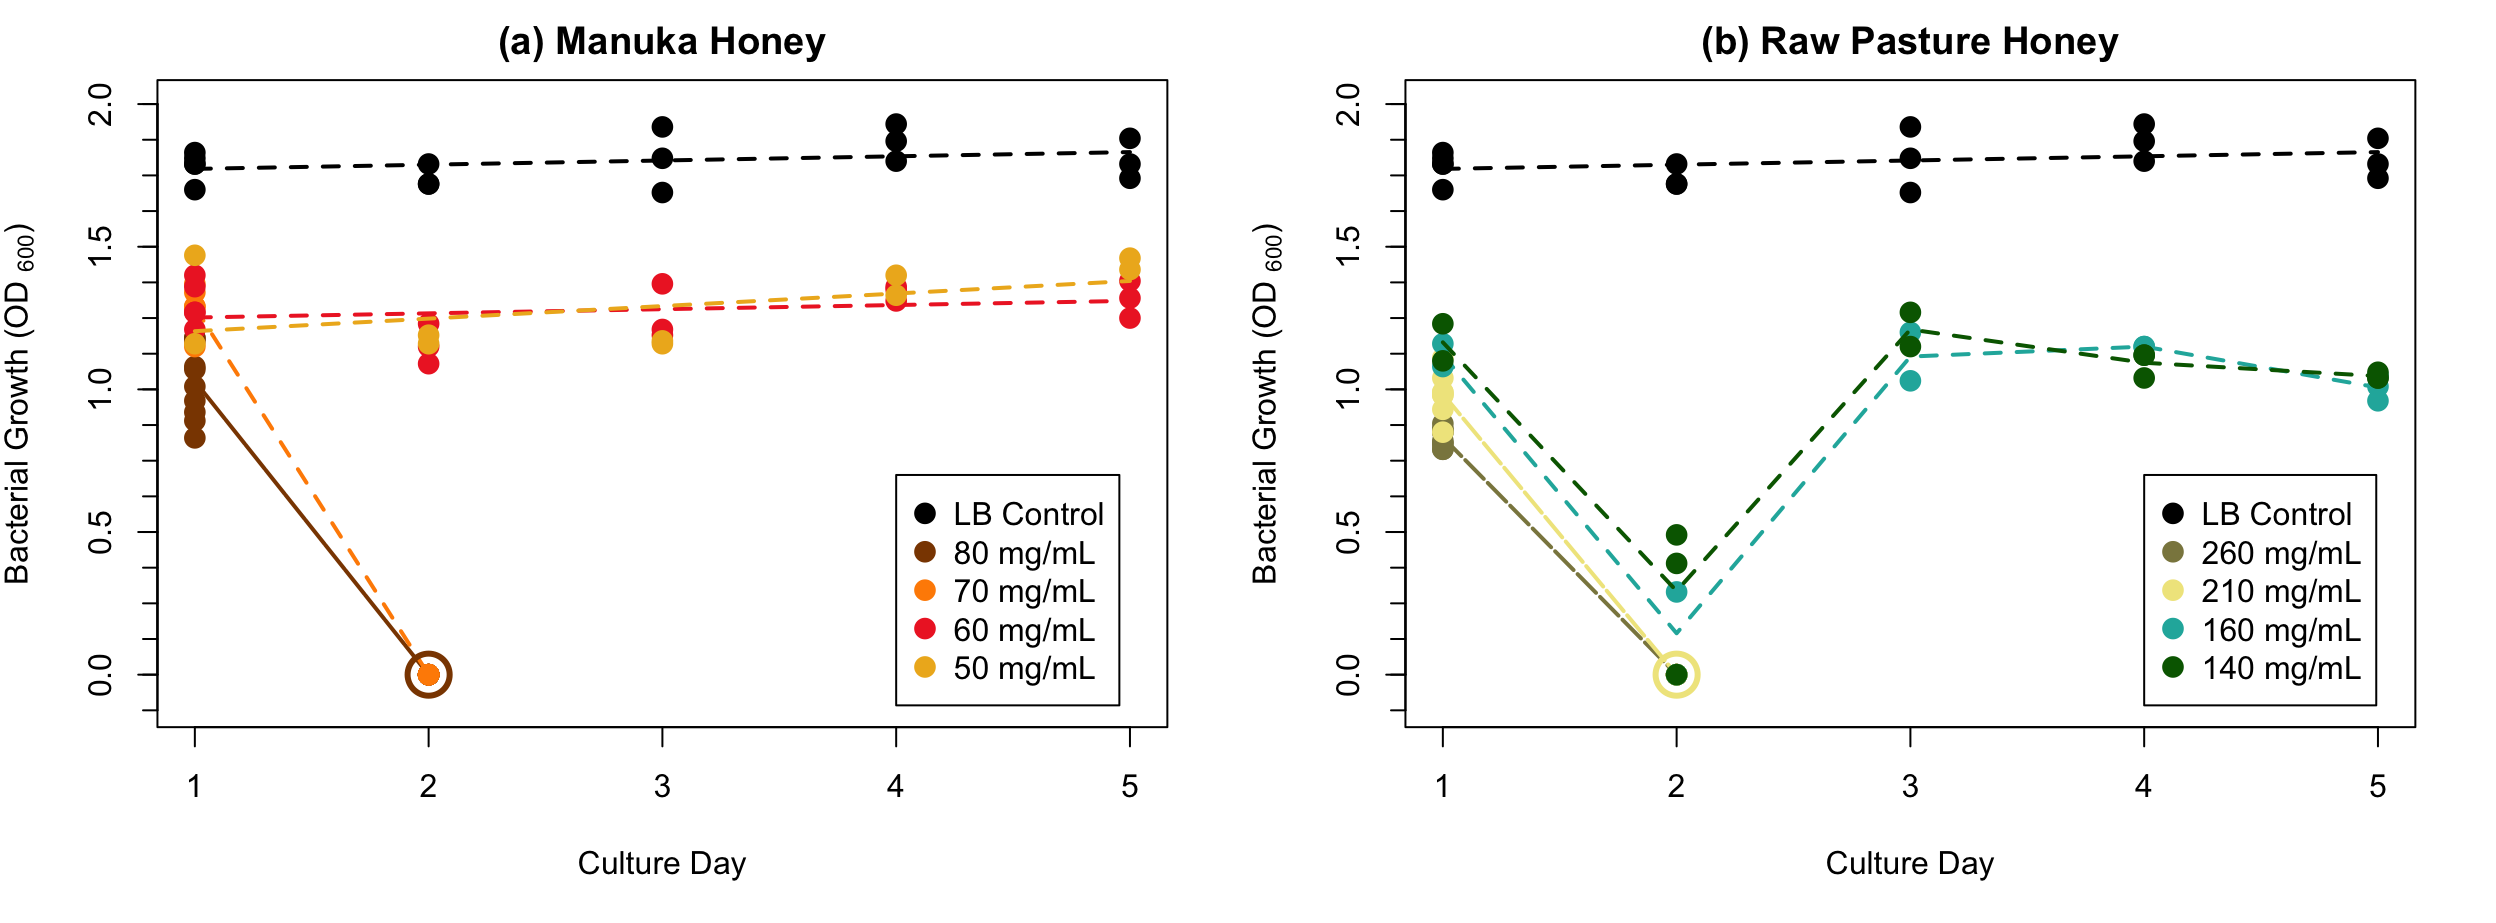 (a) Manuka Honey
Bacterial Growth (OD 600)
2.0
1.5
1.0
0.5
0.0
LB Control
80 mg/mL
70 mg/mL
60 mg/mL
50 mg/mL
1 2 3 4 5
Culture Day
(b) Raw Pasture Honey
Bacterial Growth (OD 600)
2.0
1.5
1.0
0.5
0.0
LB Control
260 mg/mL
210 mg/mL
160 mg/mL
140 mg/mL
1 2 3 4 5
Culture Day